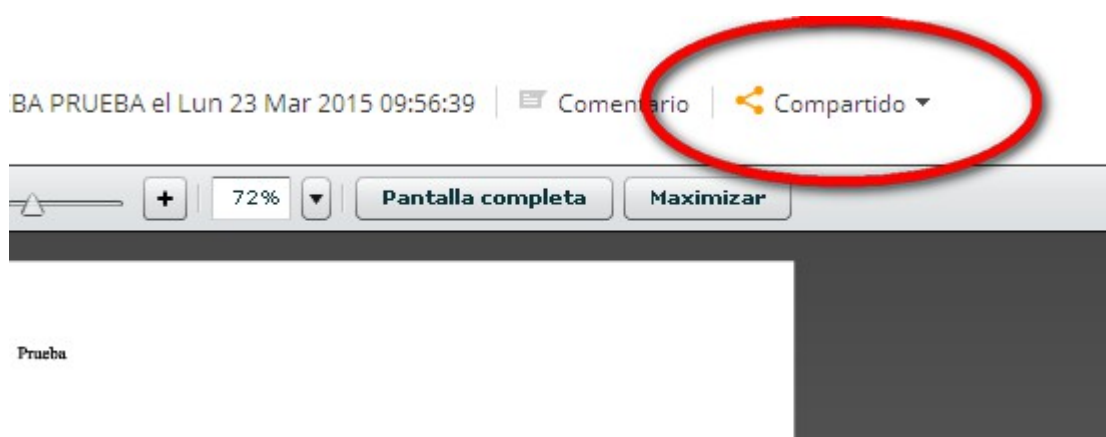 BA PRUEBA el Lun 23 Mar 2015 09:56:39 Comentario Compartido
+ 72% Pantalla completa Maximizar
Prueba